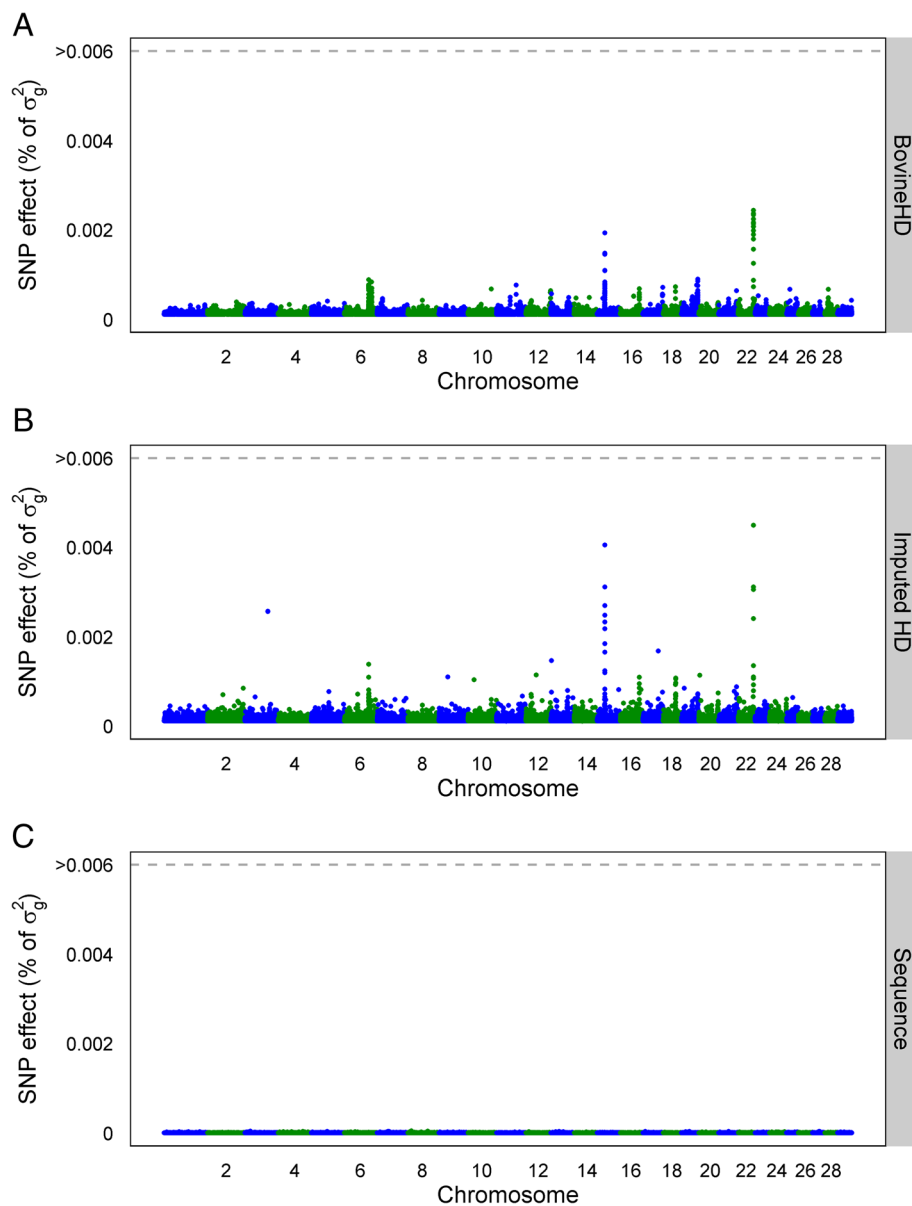 A
SNP effect (% of σ²g)
>0.006
0.004
0.002
0
2 4 6 8 10 12 14 16 18 20 22 24 26 28
Chromosome
BovineHD
B
SNP effect (% of σ²g)
>0.006
0.004
0.002
0
2 4 6 8 10 12 14 16 18 20 22 24 26 28
Chromosome
Imputed HD
C
SNP effect (% of σ²g)
>0.006
0.004
0.002
0
2 4 6 8 10 12 14 16 18 20 22 24 26 28
Chromosome
Sequence